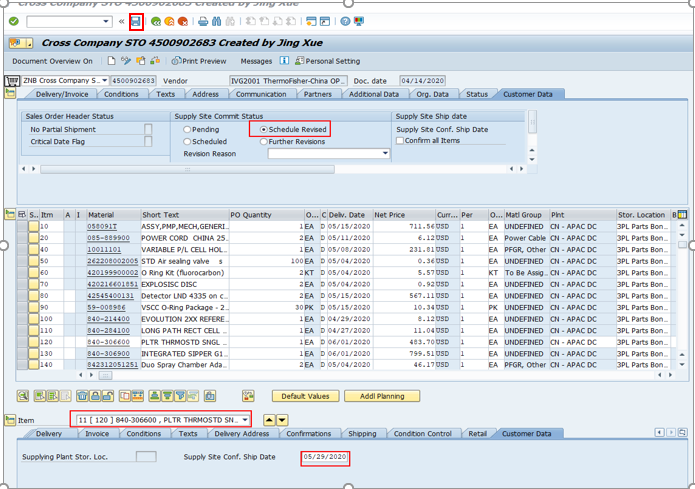 Cross Company STO 4500902683 Created by Jing Xue
Cross Company STO 4500902683 Created by Jing Xue
Document Overview On Print Preview Messages Personal Setting
ZNB Cross Company S... 4500902683 Vendor IVG2001 ThermoFisher-China OP... Doc. date 04/14/2020
Delivery/Invoice Conditions Texts Address Communication Partners Additional Data Org. Data Status Customer Data
Sales Order Header Status Supply Site Commit Status Supply Site Ship date
No Partial Shipment Pending Schedule Revised Supply Site Conf. Ship Date
Critical Date Flag Scheduled Further Revisions Confirm all Items
Revision Reason
S.. Itm A I Material Short Text PO Quantity O... C Deliv. Date Net Price Curr... Per O... Matl Group Plnt Stor. Location B
10 058091T ASSY,PMP,MECH,GENERI... 1 EA D 05/15/2020 711.56 USD 1 EA UNDEFINED CN - APAC DC 3PL Parts Bon...
20 085-889900 POWER CORD CHINA 25... 2 EA D 05/11/2020 6.12 USD 1 EA Power Cable CN - APAC DC 3PL Parts Bon...
40 10011101 VARIABLE P/L CELL HOL... 1 EA D 05/08/2020 231.81 USD 1 EA PFGR, Other CN - APAC DC 3PL Parts Bon...
50 262208002005 STD Air sealing valve s 100 EA D 05/04/2020 0.36 USD 1 EA UNDEFINED CN - APAC DC 3PL Parts Bon...
60 420199900002 O Ring Kit (fluorocarbon) 2 KT D 05/04/2020 5.57 USD 1 KT To Be Assig... CN - APAC DC 3PL Parts Bon...
70 420216601851 EXPLOSISC DISC 2 EA D 05/04/2020 0.92 USD 1 EA UNDEFINED CN - APAC DC 3PL Parts Bon...
80 42545400131 Detector LND 4335 on c... 2 EA D 05/15/2020 567.11 USD 1 EA UNDEFINED CN - APAC DC 3PL Parts Bon...
90 59-008986 VSCC O-Ring Package - 2... 30 PK D 05/15/2020 10.34 USD 1 PK UNDEFINED CN - APAC DC 3PL Parts Bon...
100 840-214400 EVOLUTION 2XX REFERE... 1 EA D 04/29/2020 8.12 USD 1 EA UNDEFINED CN - APAC DC 3PL Parts Bon...
110 840-284100 LONG PATH RECT CELL ... 1 EA D 04/27/2020 11.04 USD 1 EA UNDEFINED CN - APAC DC 3PL Parts Bon...
120 840-306600 PLTR THRMOSTD SNGL ... 1 EA D 06/01/2020 483.70 USD 1 EA UNDEFINED CN - APAC DC 3PL Parts Bon...
130 840-306900 INTEGRATED SIPPER G1... 1 EA D 06/01/2020 799.51 USD 1 EA UNDEFINED CN - APAC DC 3PL Parts Bon...
140 842312051251 Duo Spray Chamber Ada... 2 EA D 05/04/2020 46.17 USD 1 EA PFGR, Other CN - APAC DC 3PL Parts Bon...
Default Values Addl Planning
Item 11 [ 120 ] 840-306600 , PLTR THRMOSTD SN...
Delivery Invoice Conditions Texts Delivery Address Confirmations Shipping Condition Control Retail Customer Data
Supplying Plant Stor. Loc. Supply Site Conf. Ship Date 05/29/2020